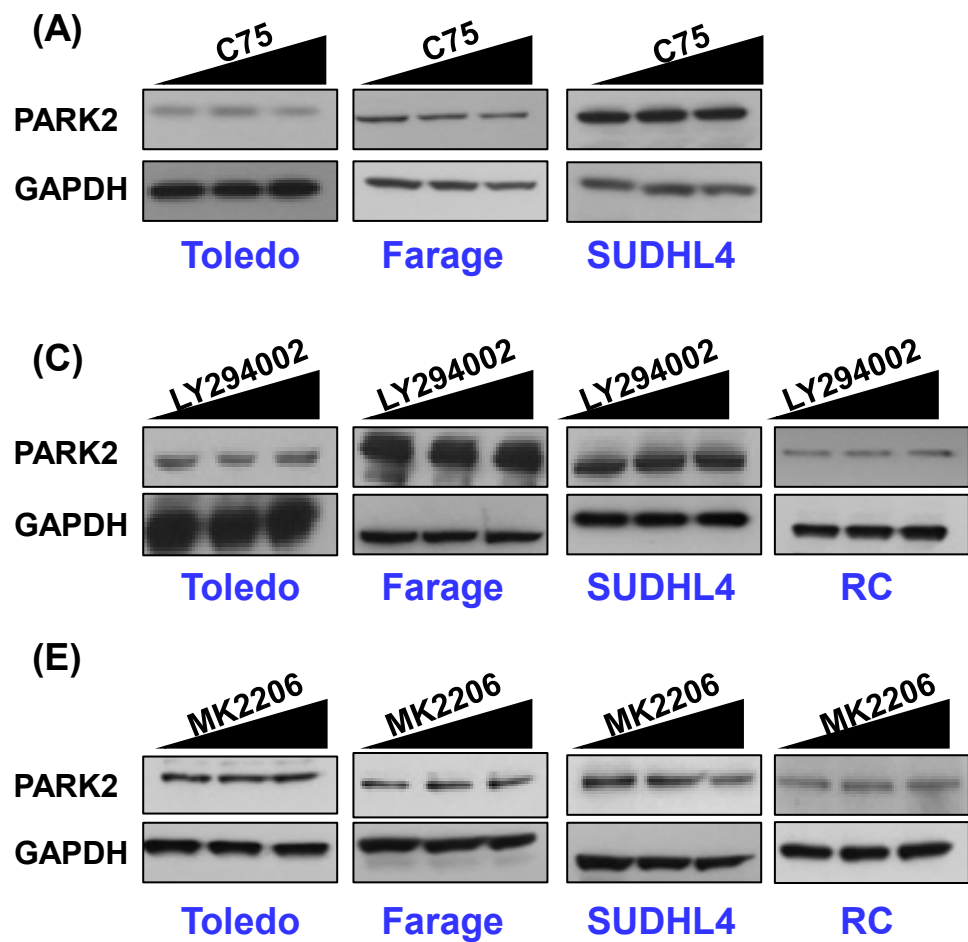 (A)
C75 C75 C75
PARK2
GAPDH
Toledo Farage SUDHL4
(C)
LY294002 LY294002 LY294002 LY294002
PARK2
GAPDH
Toledo Farage SUDHL4 RC
(E)
MK2206 MK2206 MK2206 MK2206
PARK2
GAPDH
Toledo Farage SUDHL4 RC